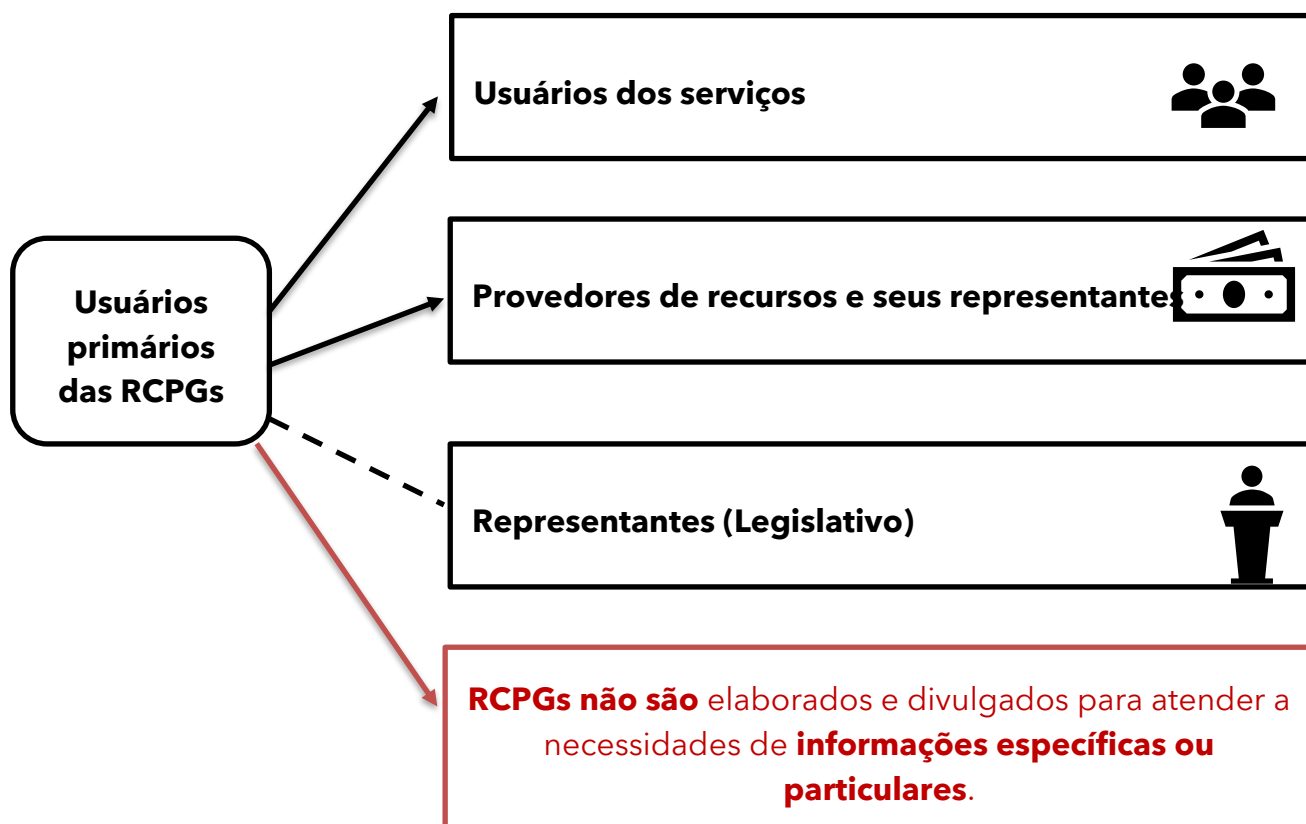 Usuários dos serviços
Provedores de recursos e seus representantes
Usuários
primários
das RCPGs
Representantes (Legislativo)
RCPGs não são elaborados e divulgados para atender a
necessidades de informações específicas ou
particulares.